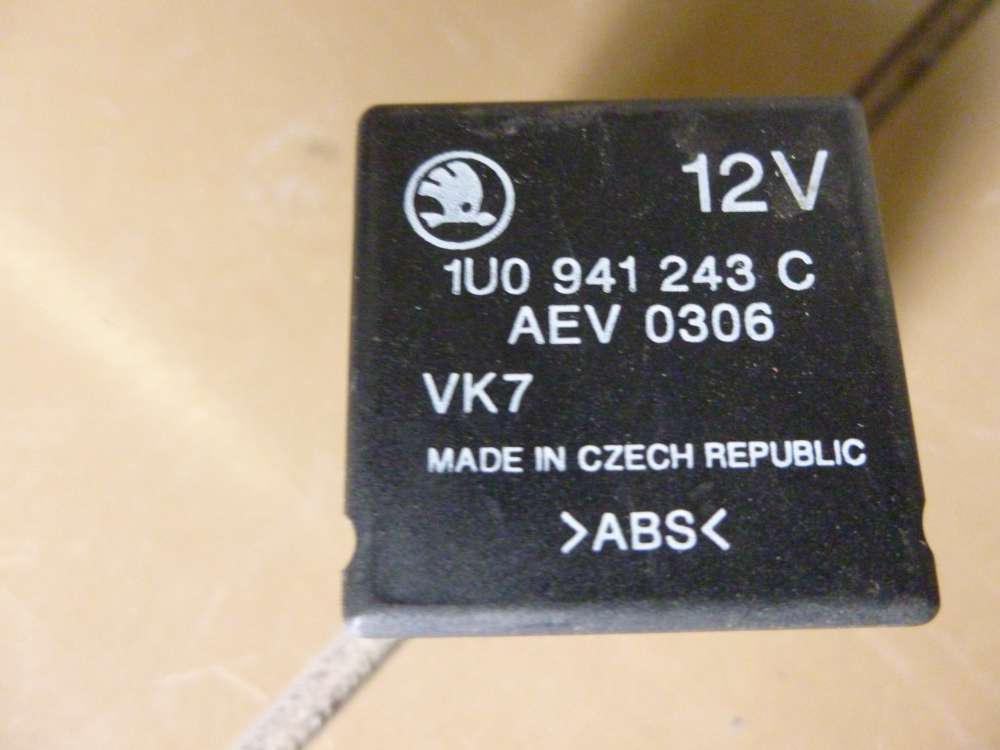 12V
1U0 941 243 C
AEV 0306
VK7
MADE IN CZECH REPUBLIC
>ABS<